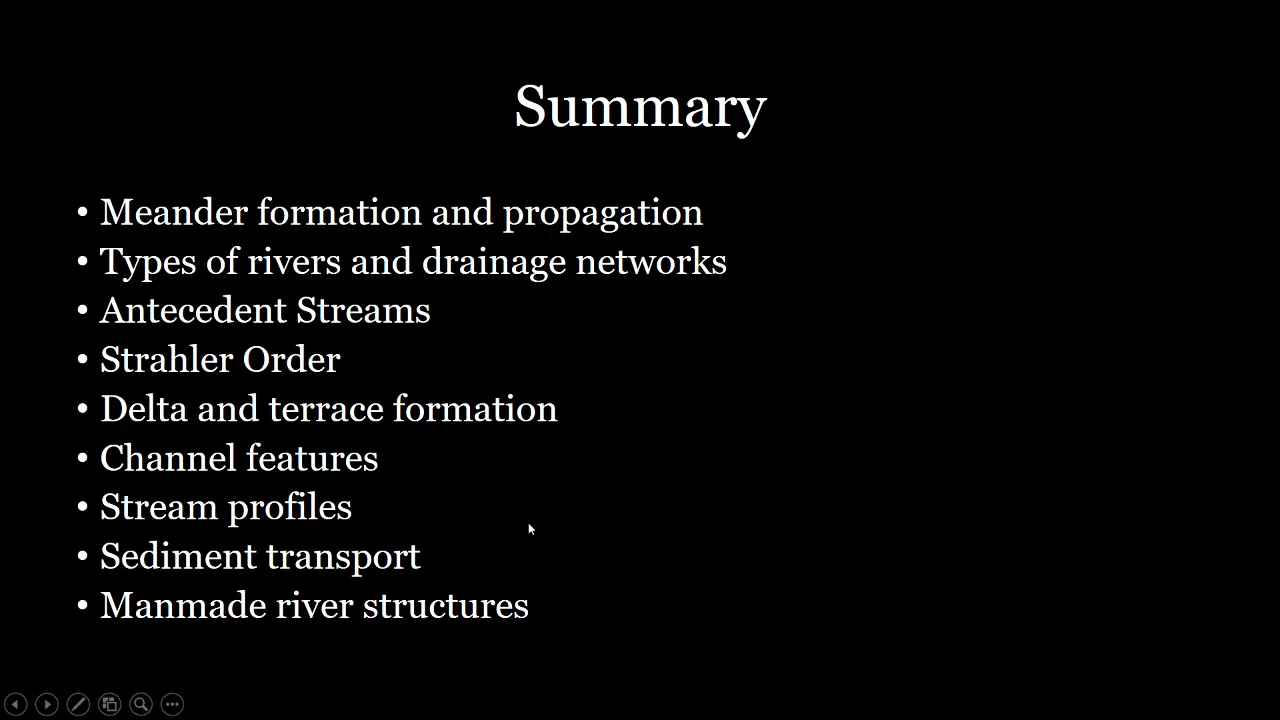 Summary
• Meander formation and propagation
• Types of rivers and drainage networks
• Antecedent Streams
• Strahler Order
• Delta and terrace formation
• Channel features
• Stream profiles
• Sediment transport
• Manmade river structures